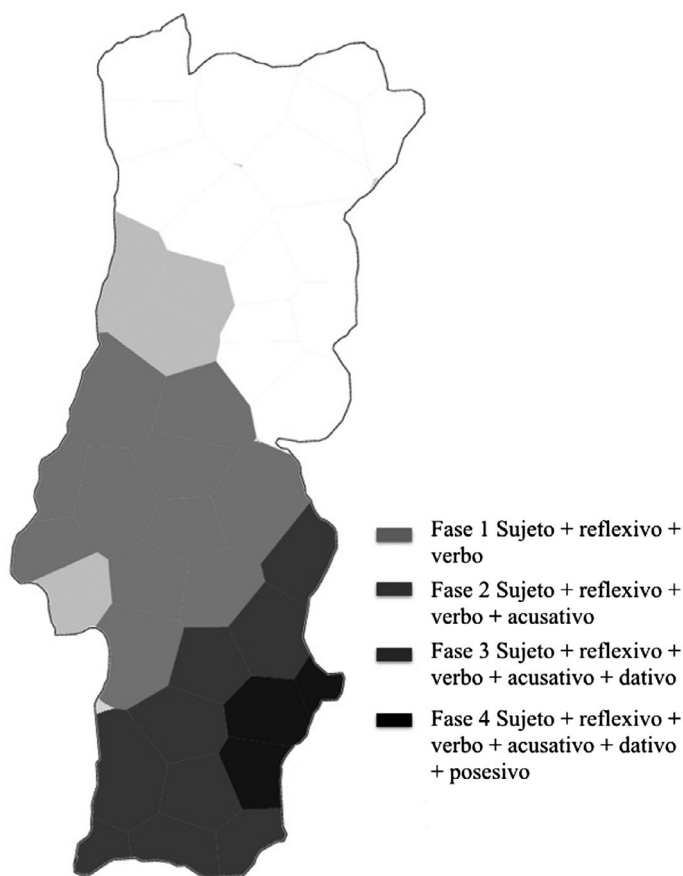 Fase 1 Sujeto + reflexivo +
verbo
Fase 2 Sujeto + reflexivo +
verbo + acusativo
Fase 3 Sujeto + reflexivo +
verbo + acusativo + dativo
Fase 4 Sujeto + reflexivo +
verbo + acusativo + dativo
+ posesivo